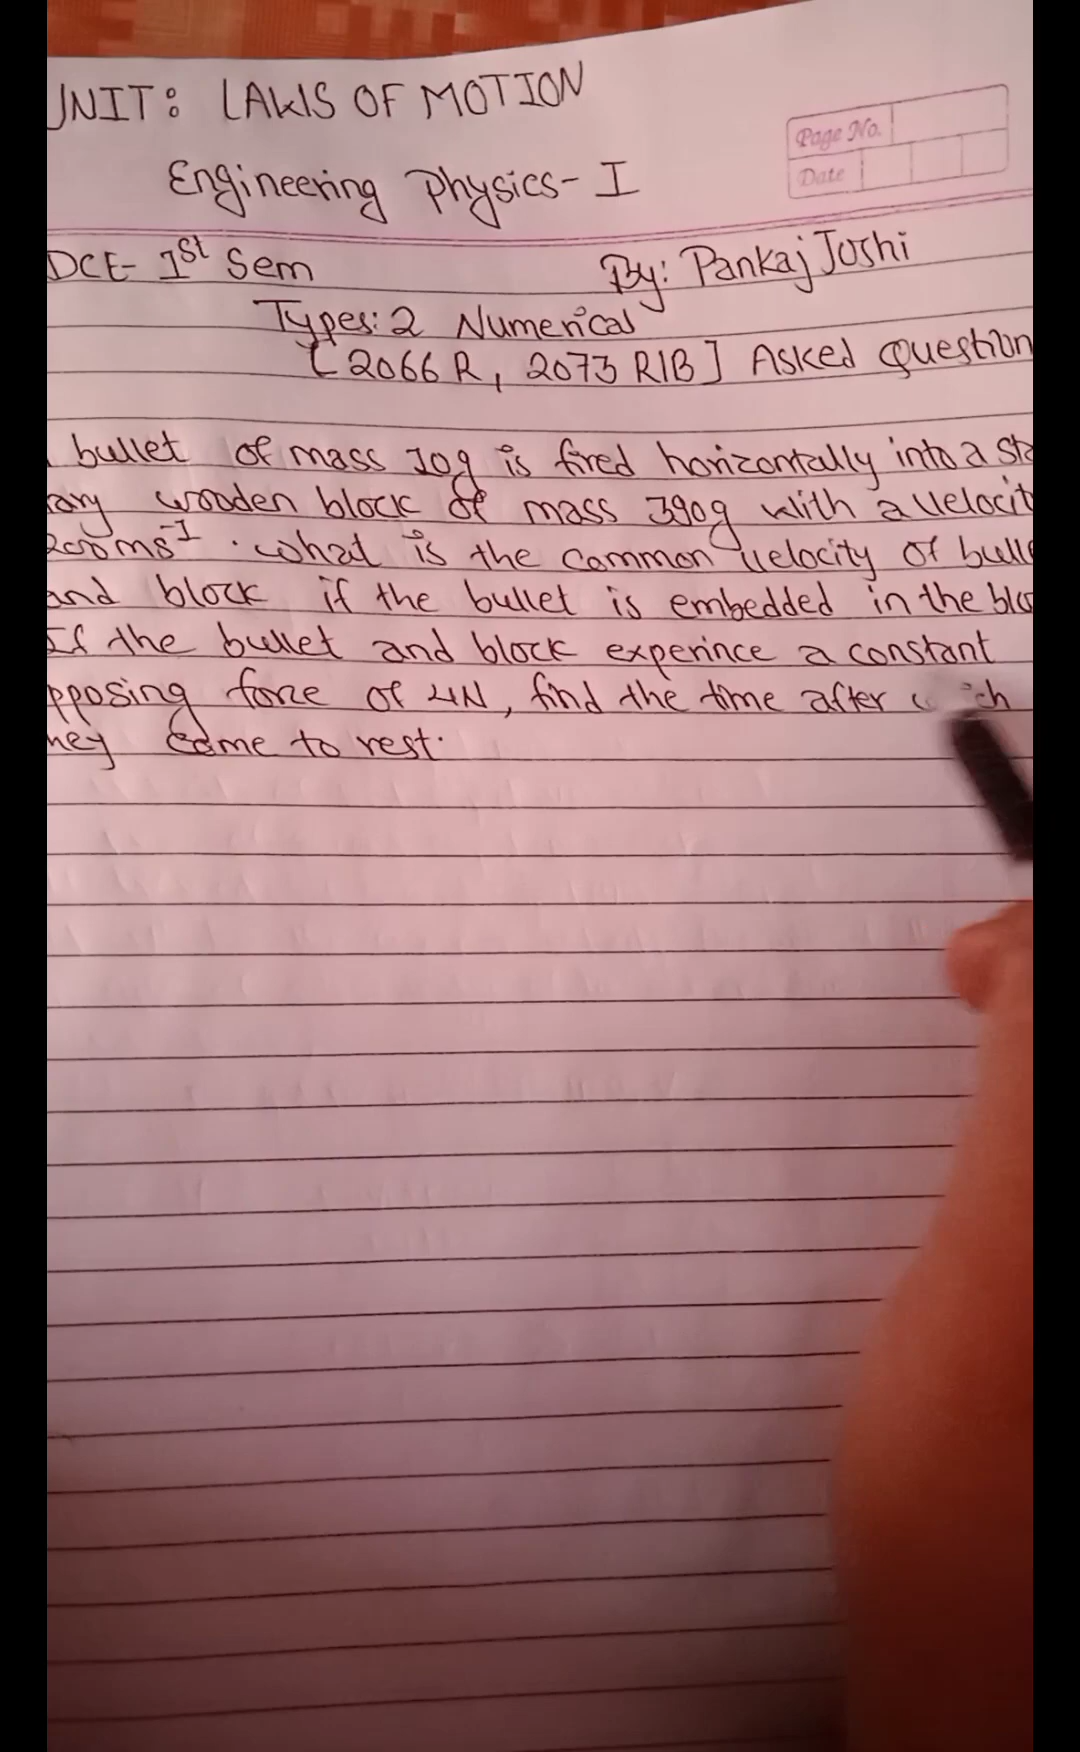 UNIT: LAWS OF MOTION
Engineering Physics-I
Page No.
Date
DCE- 1st Sem By: Pankaj Joshi
Types: 2 Numerical
[2066 R, 2073 R/B] Asked Question
bullet of mass 10g is fired horizontally into a sta
ary wooden block of mass 390g with a velocit
200 ms-1. What is the common velocity of bulle
and block if the bullet is embedded in the blo
If the bullet and block experince a constant
pposing force of 4N, find the time after
hey come to rest.